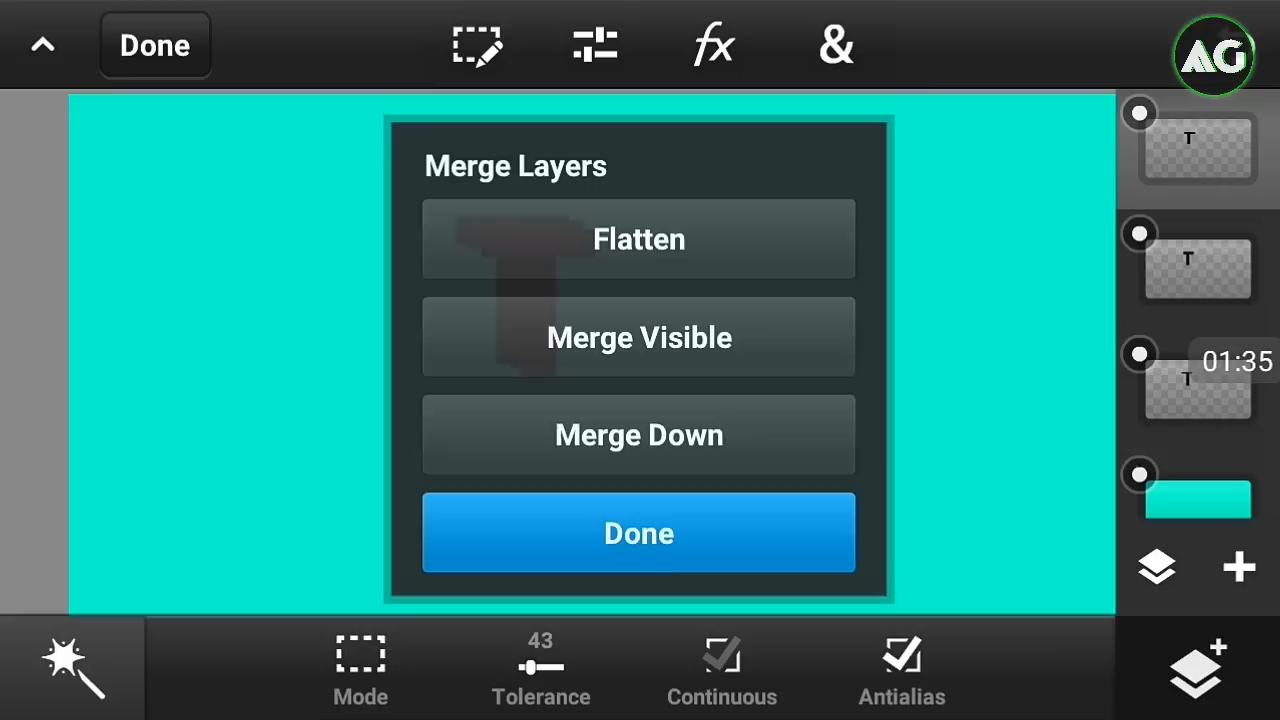 Done
fx
&
AG
Merge Layers
T
Flatten
T
T
Merge Visible
01:35
T
Merge Down
Done
43
Mode
Tolerance
Continuous
Antialias